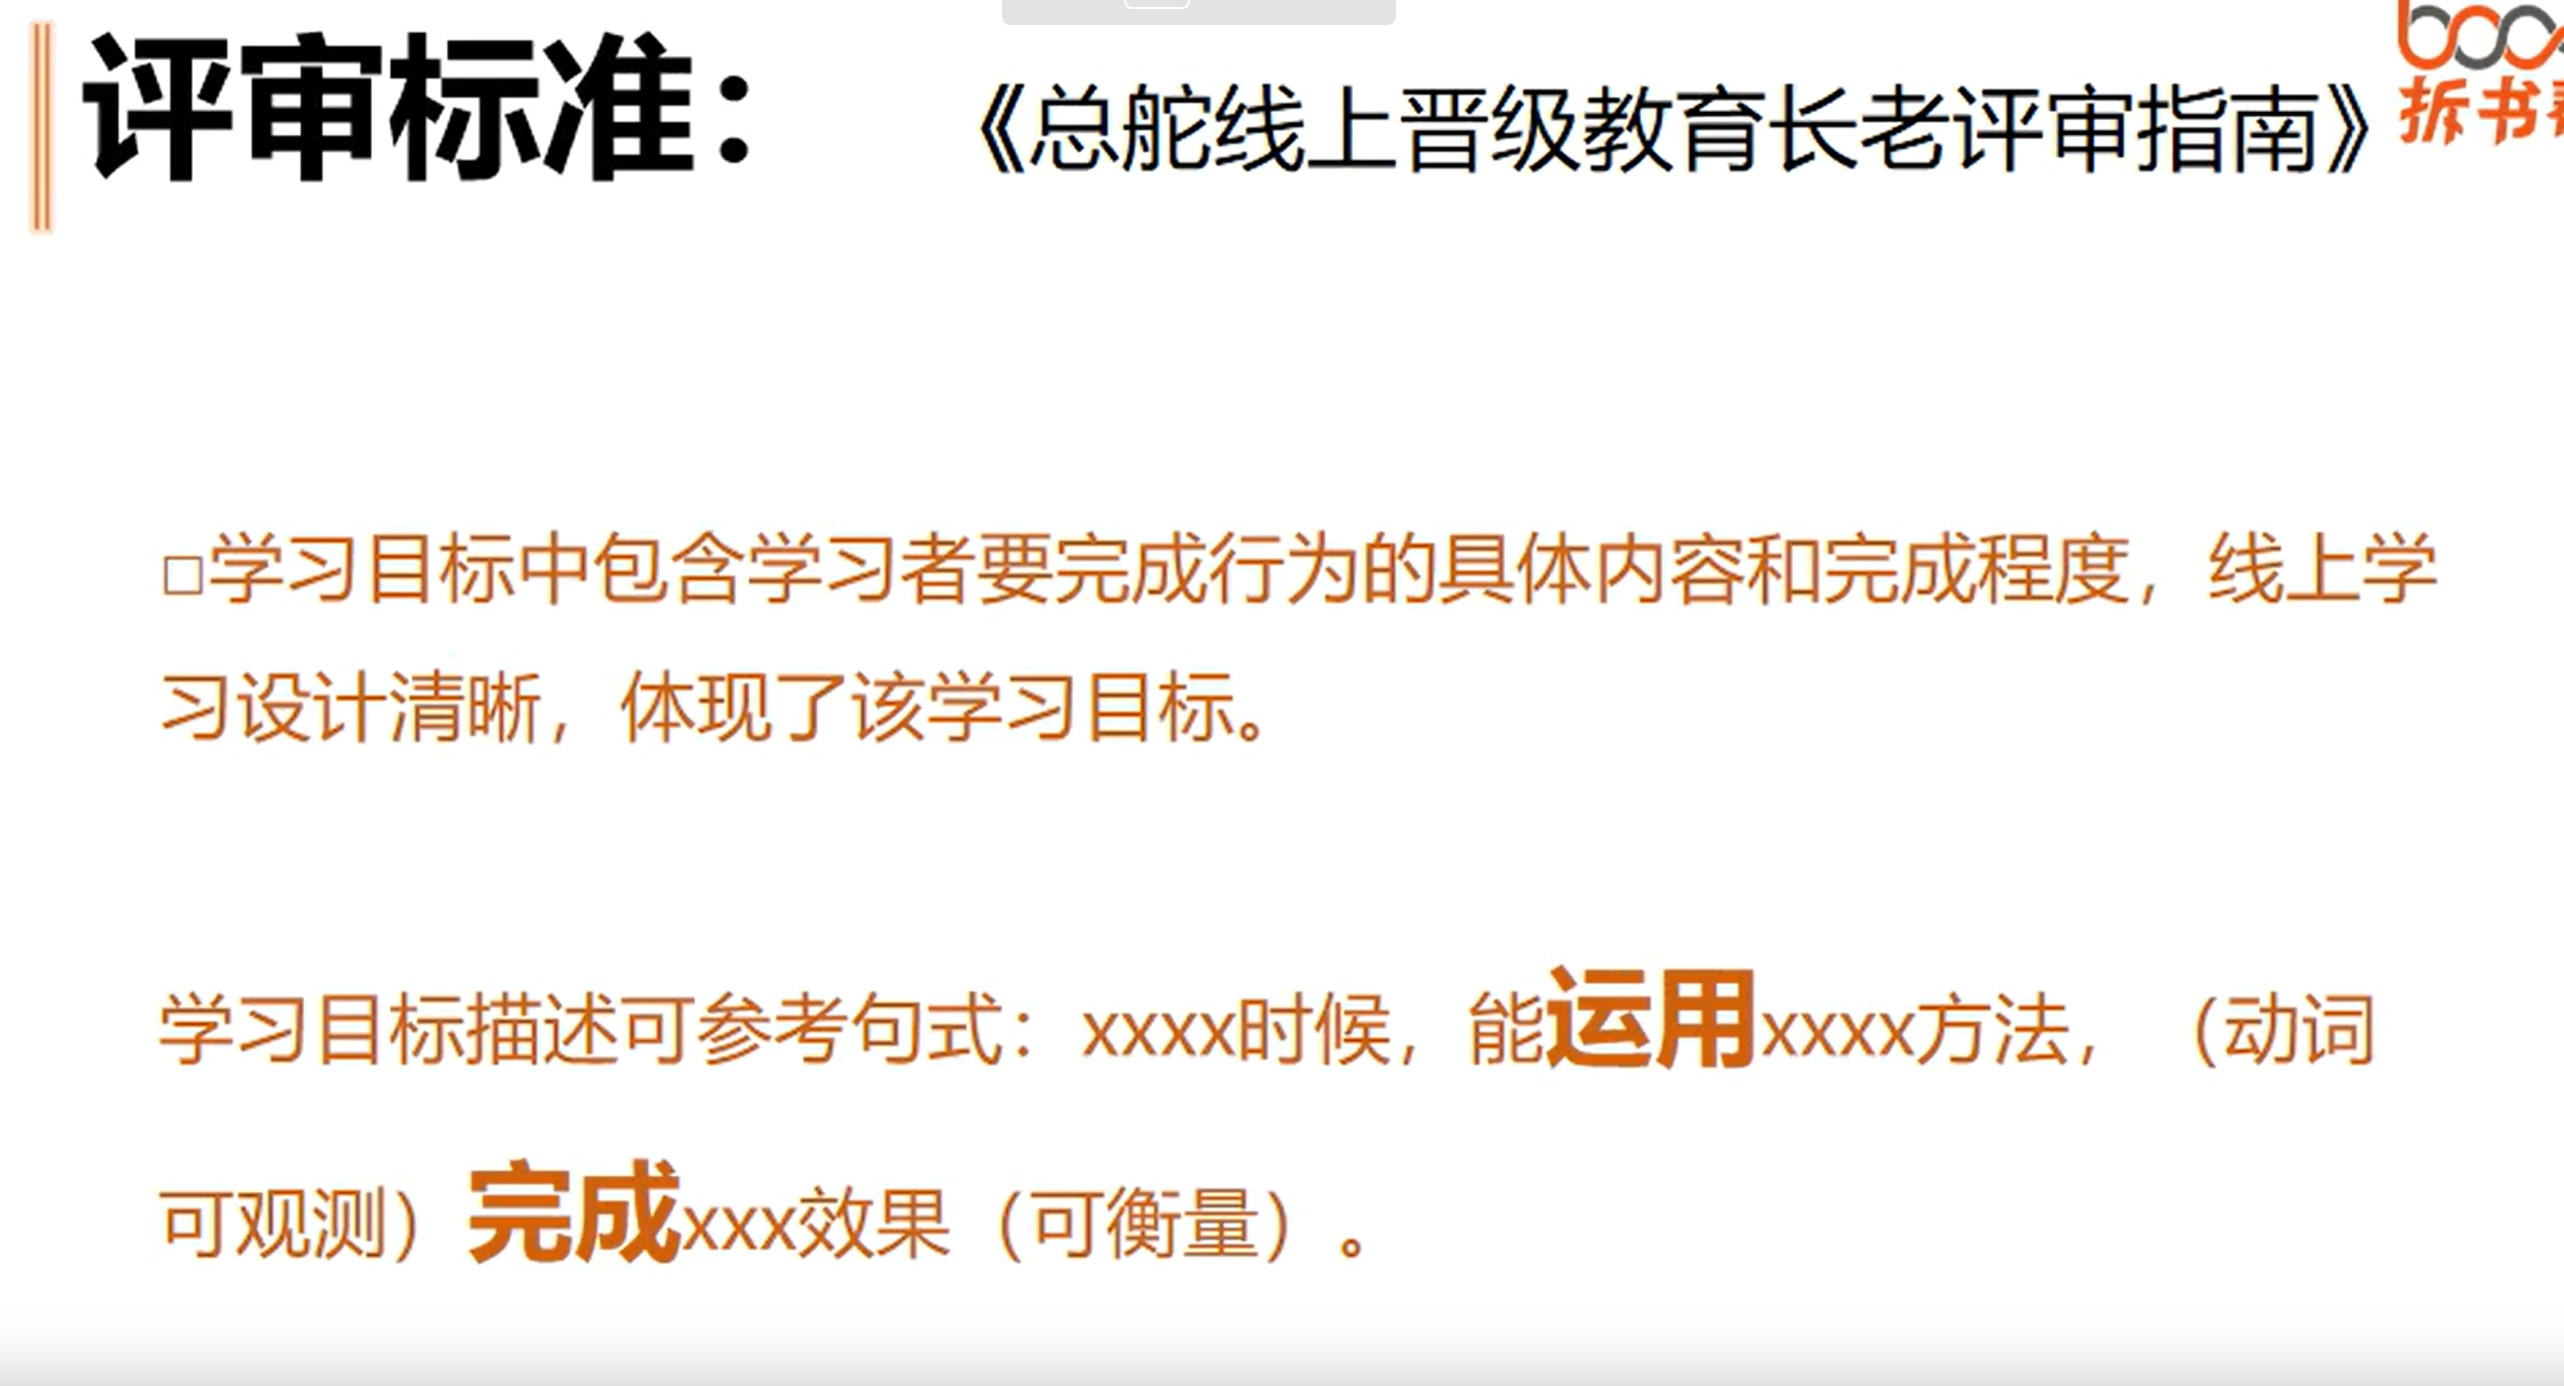 评审标准：
《总舵线上晋级教育长老评审指南》
拆书
□学习目标中包含学习者要完成行为的具体内容和完成程度，线上学
习设计清晰，体现了该学习目标。
学习目标描述可参考句式：xxxx时候，能运用xxxx方法，（动词
可观测）完成xxx效果（可衡量）。